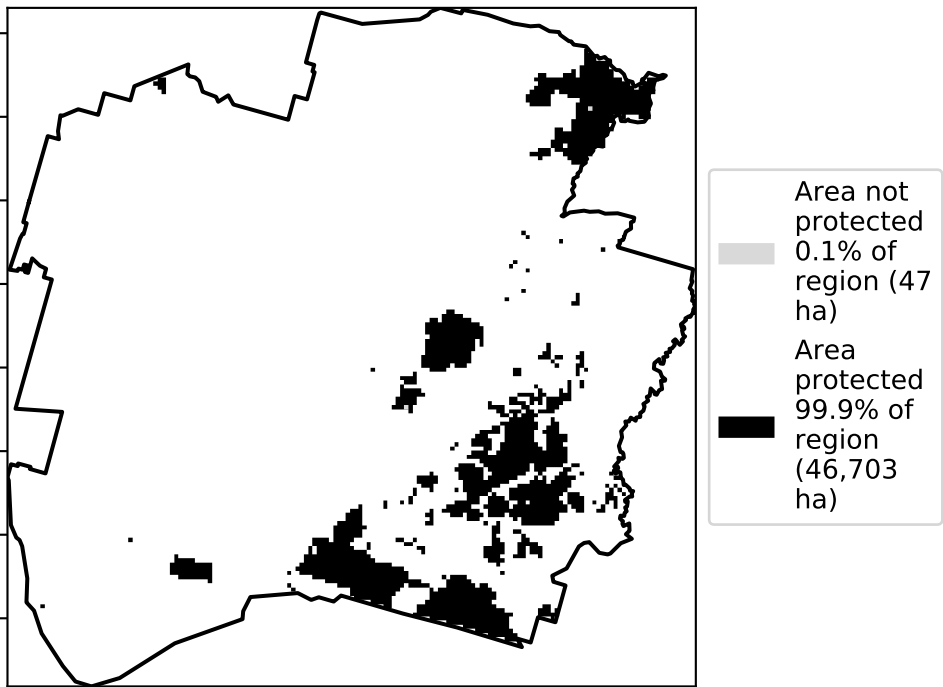 Area not
protected
0.1% of
region (47
ha)
Area
protected
99.9% of
region
(46,703
ha)